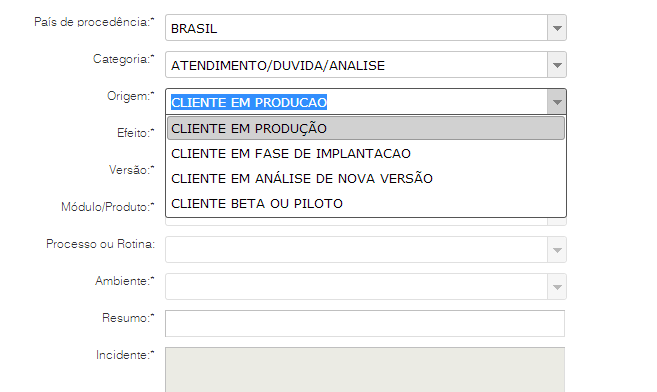 País de procedência:* BRASIL
Categoria:* ATENDIMENTO/DUVIDA/ANALISE
Origem:* CLIENTE EM PRODUCAO
Efeito:* CLIENTE EM PRODUÇÃO
CLIENTE EM FASE DE IMPLANTACAO
Versão:* CLIENTE EM ANÁLISE DE NOVA VERSÃO
Módulo/Produto:* CLIENTE BETA OU PILOTO
Processo ou Rotina:
Ambiente:*
Resumo:*
Incidente:*